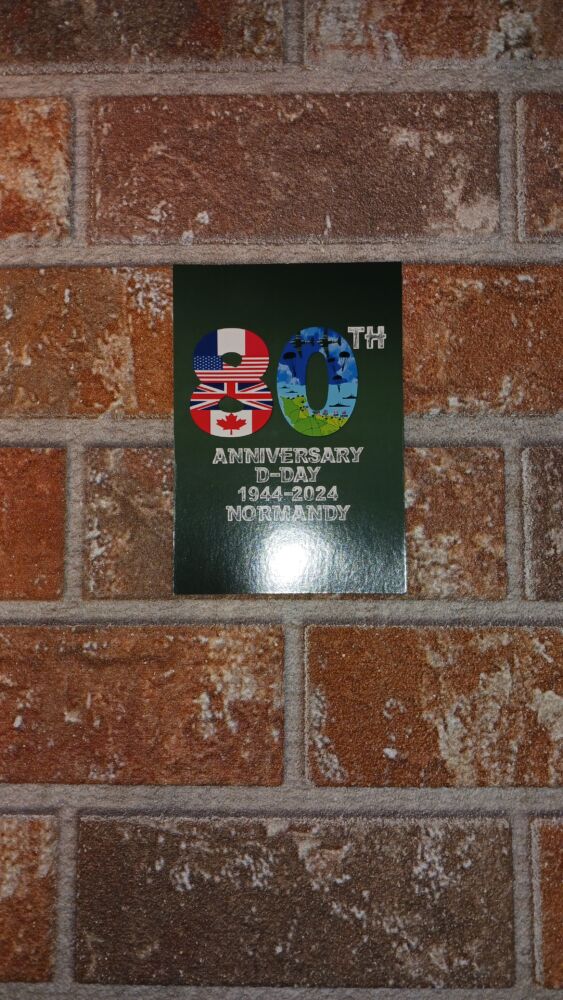 80TH
ANNIVERSARY
D-DAY
1944-2024
NORMANDY